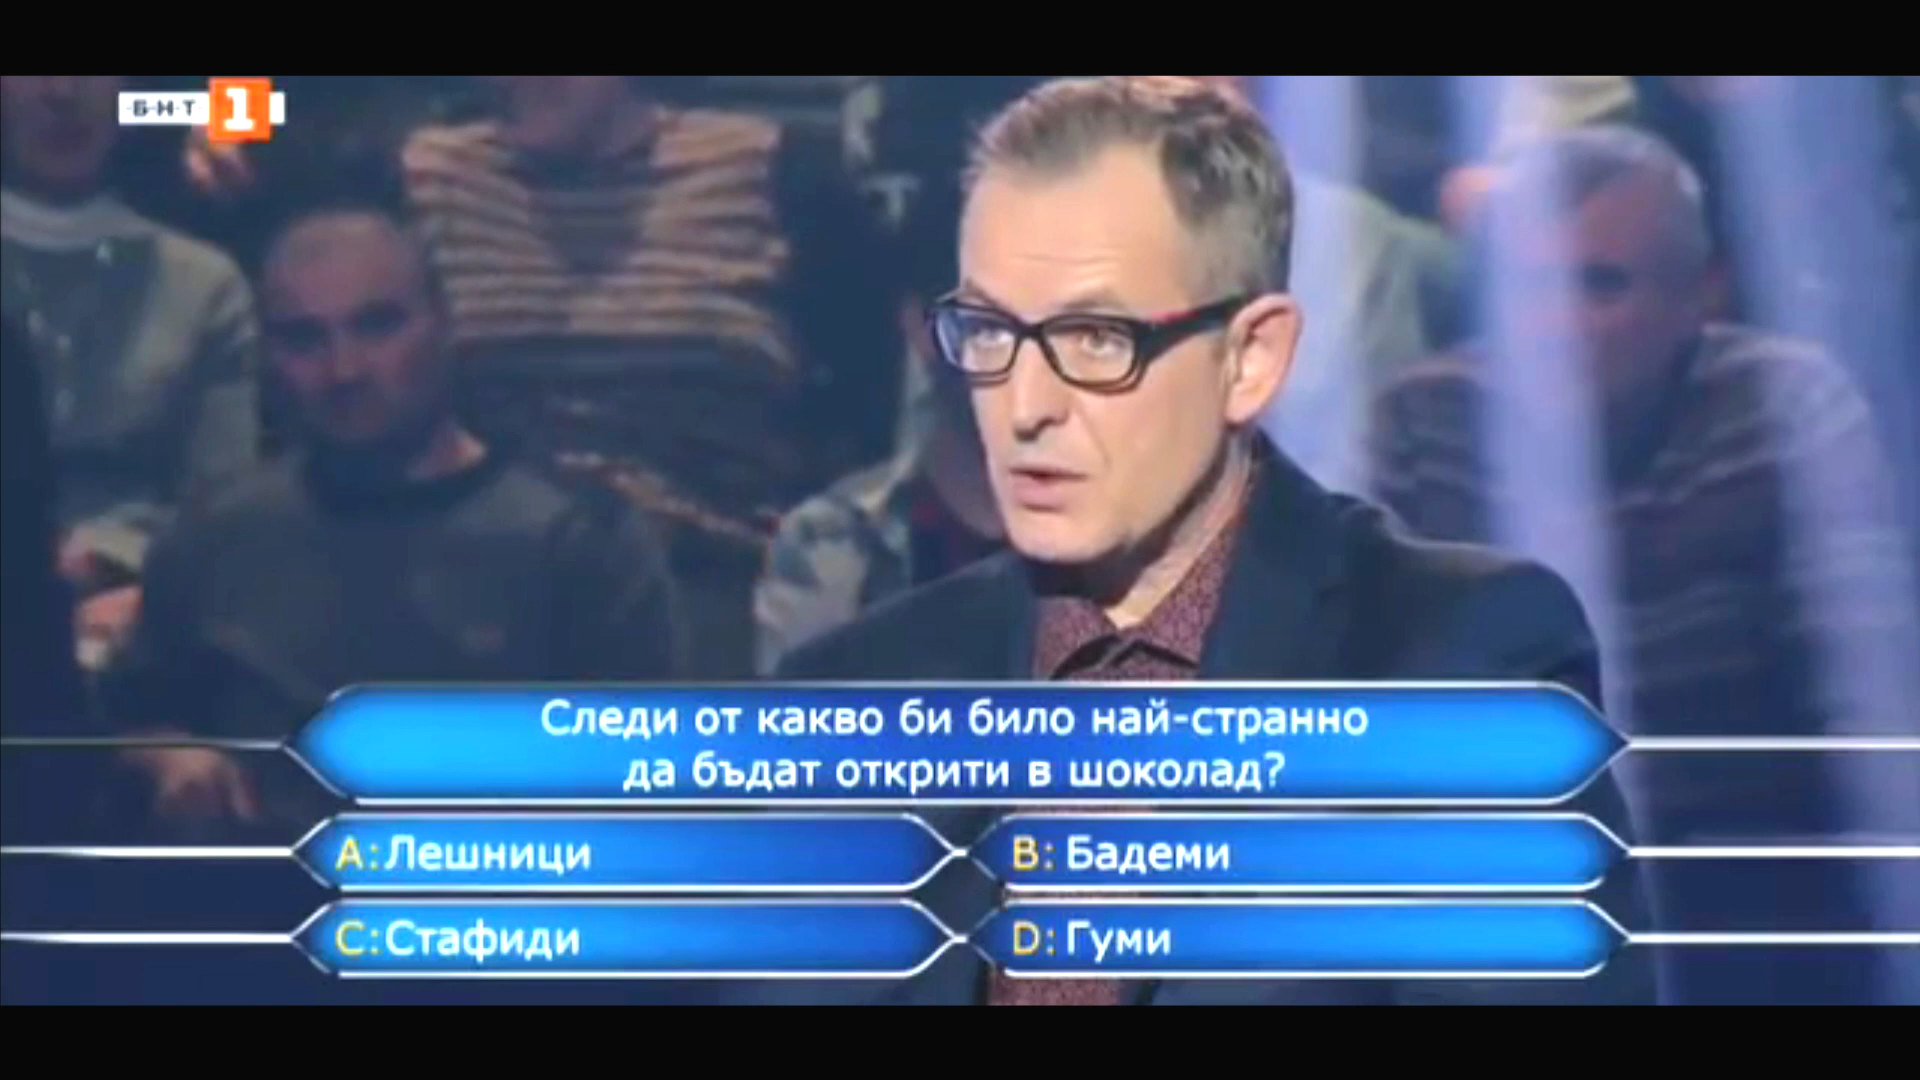 БНТ 1
Следи от какво би било най-странно
да бъдат открити в шоколад?
A: Лешници
B: Бадеми
C: Стафиди
D: Гуми